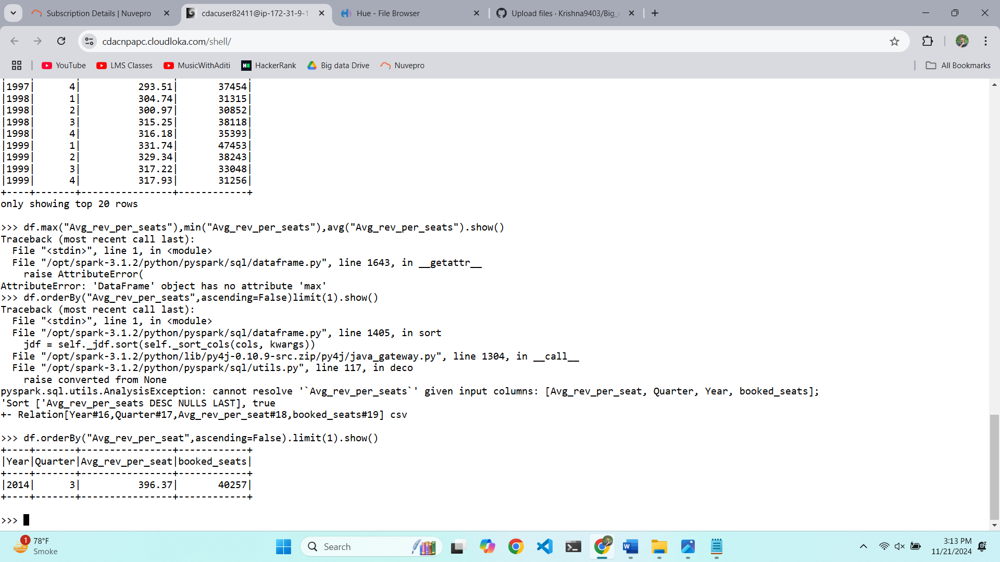 Subscription Details | Nuvepro
cdacuser82411@ip-172-31-9-1
Hue - File Browser
Upload files · Krishna9403/Big_
cdacnpapc.cloudloka.com/shell/
YouTube
LMS Classes
MusicWithAditi
HackerRank
Big data Drive
Nuvepro
All Bookmarks
|1997|      4|          293.51|       37454|
|1998|      1|          304.74|       31315|
|1998|      2|          300.97|       30852|
|1998|      3|          315.25|       38118|
|1998|      4|          316.18|       35393|
|1999|      1|          331.74|       47453|
|1999|      2|          329.34|       38243|
|1999|      3|          317.22|       33048|
|1999|      4|          317.93|       31256|
+----+-------+----------------+------------+
only showing top 20 rows
>>> df.max("Avg_rev_per_seats"),min("Avg_rev_per_seats"),avg("Avg_rev_per_seats").show()
Traceback (most recent call last):
  File "<stdin>", line 1, in <module>
  File "/opt/spark-3.1.2/python/pyspark/sql/dataframe.py", line 1643, in __getattr__
    raise AttributeError(
AttributeError: 'DataFrame' object has no attribute 'max'
>>> df.orderBy("Avg_rev_per_seats",ascending=False)limit(1).show()
Traceback (most recent call last):
  File "<stdin>", line 1, in <module>
  File "/opt/spark-3.1.2/python/pyspark/sql/dataframe.py", line 1405, in sort
    jdf = self._jdf.sort(self._sort_cols(cols, kwargs))
  File "/opt/spark-3.1.2/python/lib/py4j-0.10.9-src.zip/py4j/java_gateway.py", line 1304, in __call__
  File "/opt/spark-3.1.2/python/pyspark/sql/utils.py", line 117, in deco
    raise converted from None
pyspark.sql.utils.AnalysisException: cannot resolve '`Avg_rev_per_seats`' given input columns: [Avg_rev_per_seat, Quarter, Year, booked_seats];
'Sort ['Avg_rev_per_seats DESC NULLS LAST], true
+- Relation[Year#16,Quarter#17,Avg_rev_per_seat#18,booked_seats#19] csv
>>> df.orderBy("Avg_rev_per_seat",ascending=False).limit(1).show()
+----+-------+----------------+------------+
|Year|Quarter|Avg_rev_per_seat|booked_seats|
+----+-------+----------------+------------+
|2014|      3|          396.37|       40257|
+----+-------+----------------+------------+
>>>
1
78°F
Smoke
Search
3:13 PM
11/21/2024